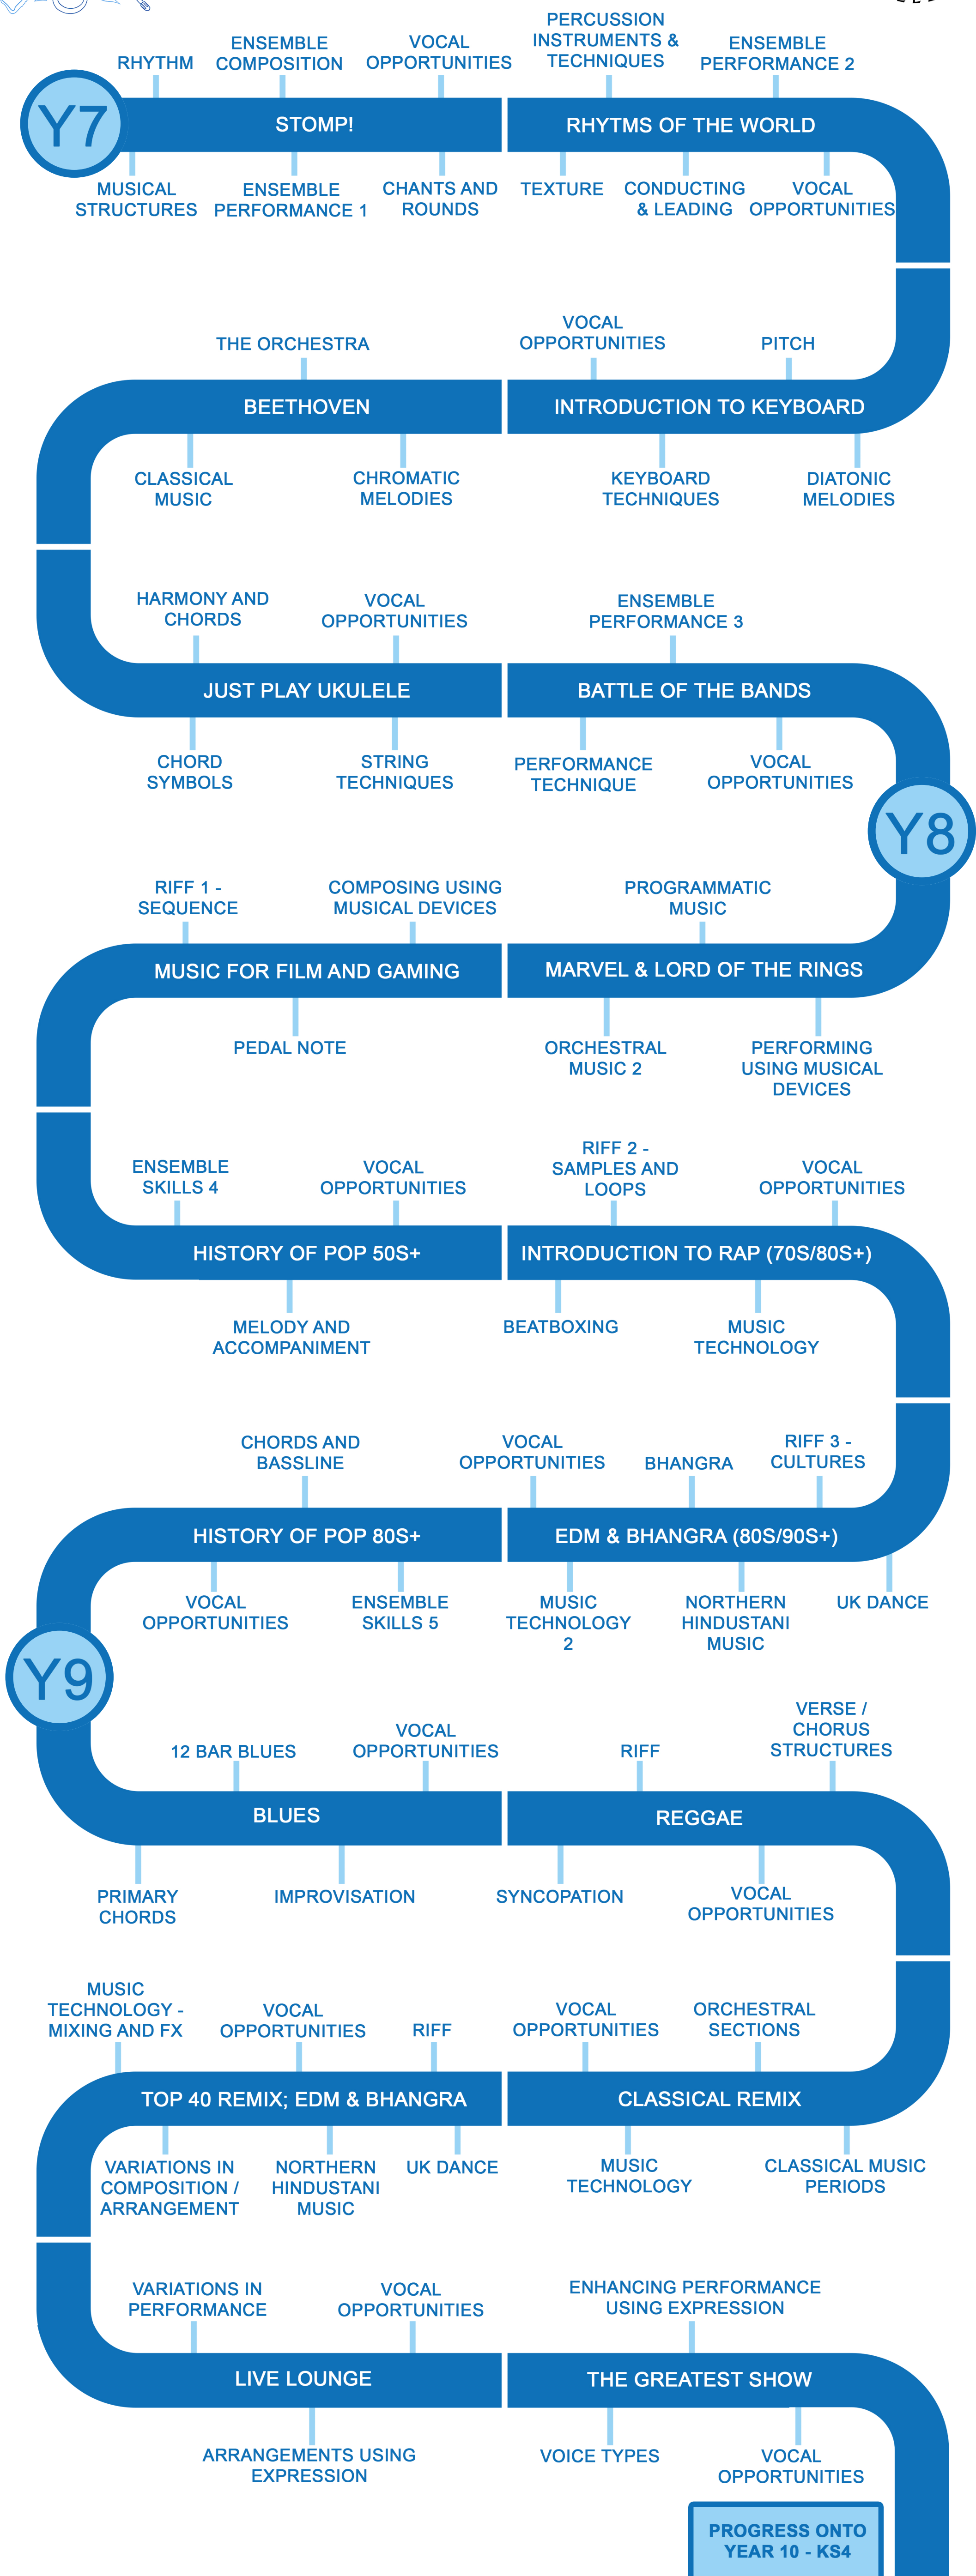 RHYTHM
ENSEMBLE
COMPOSITION
VOCAL
OPPORTUNITIES
PERCUSSION
INSTRUMENTS &
TECHNIQUES
ENSEMBLE
PERFORMANCE 2
Y7
STOMP!
RHYTMS OF THE WORLD
MUSICAL
STRUCTURES
ENSEMBLE
PERFORMANCE 1
CHANTS AND
ROUNDS
TEXTURE
CONDUCTING
& LEADING
VOCAL
OPPORTUNITIES
THE ORCHESTRA
VOCAL
OPPORTUNITIES
PITCH
BEETHOVEN
INTRODUCTION TO KEYBOARD
CLASSICAL
MUSIC
CHROMATIC
MELODIES
KEYBOARD
TECHNIQUES
DIATONIC
MELODIES
HARMONY AND
CHORDS
VOCAL
OPPORTUNITIES
ENSEMBLE
PERFORMANCE 3
JUST PLAY UKULELE
BATTLE OF THE BANDS
CHORD
SYMBOLS
STRING
TECHNIQUES
PERFORMANCE
TECHNIQUE
VOCAL
OPPORTUNITIES
Y8
RIFF 1 -
SEQUENCE
COMPOSING USING
MUSICAL DEVICES
PROGRAMMATIC
MUSIC
MUSIC FOR FILM AND GAMING
MARVEL & LORD OF THE RINGS
PEDAL NOTE
ORCHESTRAL
MUSIC 2
PERFORMING
USING MUSICAL
DEVICES
ENSEMBLE
SKILLS 4
VOCAL
OPPORTUNITIES
RIFF 2 -
SAMPLES AND
LOOPS
VOCAL
OPPORTUNITIES
HISTORY OF POP 50S+
INTRODUCTION TO RAP (70S/80S+)
MELODY AND
ACCOMPANIMENT
BEATBOXING
MUSIC
TECHNOLOGY
CHORDS AND
BASSLINE
VOCAL
OPPORTUNITIES
BHANGRA
RIFF 3 -
CULTURES
HISTORY OF POP 80S+
EDM & BHANGRA (80S/90S+)
VOCAL
OPPORTUNITIES
ENSEMBLE
SKILLS 5
MUSIC
TECHNOLOGY
2
NORTHERN
HINDUSTANI
MUSIC
UK DANCE
Y9
12 BAR BLUES
VOCAL
OPPORTUNITIES
RIFF
VERSE /
CHORUS
STRUCTURES
BLUES
REGGAE
PRIMARY
CHORDS
IMPROVISATION
SYNCOPATION
VOCAL
OPPORTUNITIES
MUSIC
TECHNOLOGY -
MIXING AND FX
VOCAL
OPPORTUNITIES
RIFF
VOCAL
OPPORTUNITIES
ORCHESTRAL
SECTIONS
TOP 40 REMIX; EDM & BHANGRA
CLASSICAL REMIX
VARIATIONS IN
COMPOSITION /
ARRANGEMENT
NORTHERN
HINDUSTANI
MUSIC
UK DANCE
MUSIC
TECHNOLOGY
CLASSICAL MUSIC
PERIODS
VARIATIONS IN
PERFORMANCE
VOCAL
OPPORTUNITIES
ENHANCING PERFORMANCE
USING EXPRESSION
LIVE LOUNGE
THE GREATEST SHOW
ARRANGEMENTS USING
EXPRESSION
VOICE TYPES
VOCAL
OPPORTUNITIES
PROGRESS ONTO
YEAR 10 - KS4